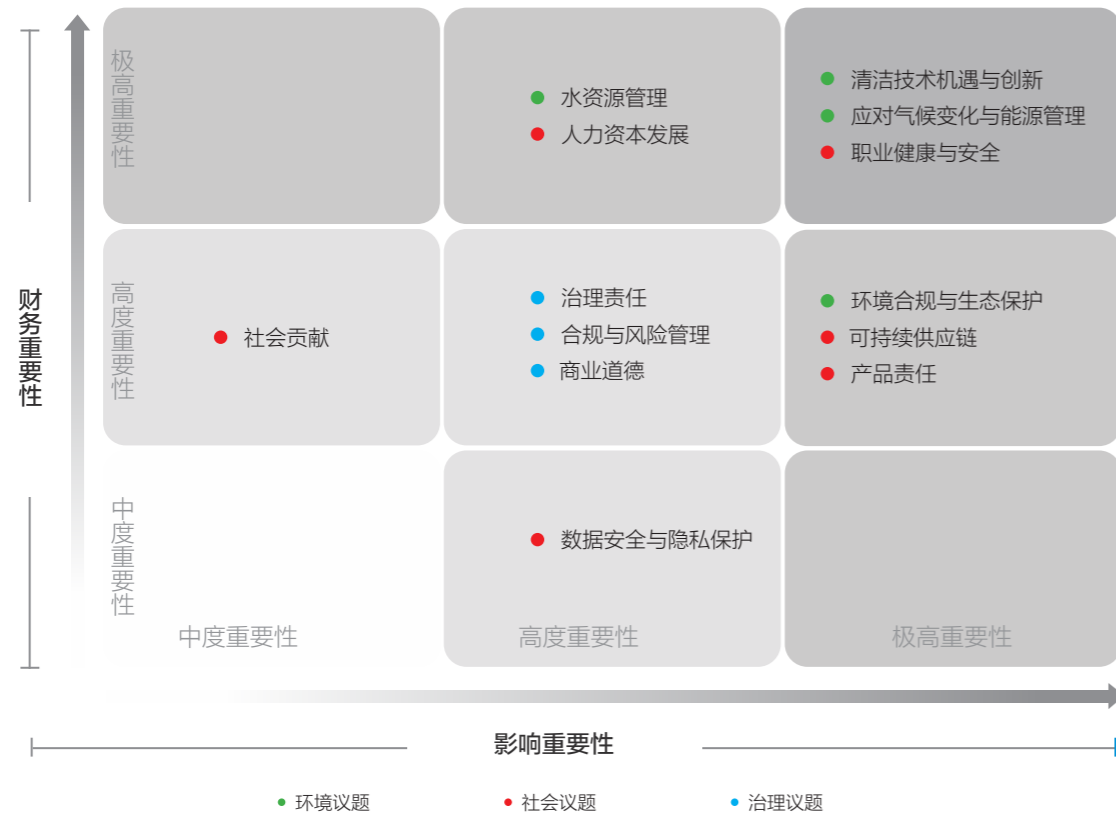 财务重要性
极高重要性
水资源管理
人力资本发展
清洁技术机遇与创新
应对气候变化与能源管理
职业健康与安全
高度重要性
社会贡献
治理责任
合规与风险管理
商业道德
环境合规与生态保护
可持续供应链
产品责任
中度重要性
数据安全与隐私保护
中度重要性
高度重要性
极高重要性
影响重要性
环境议题
社会议题
治理议题